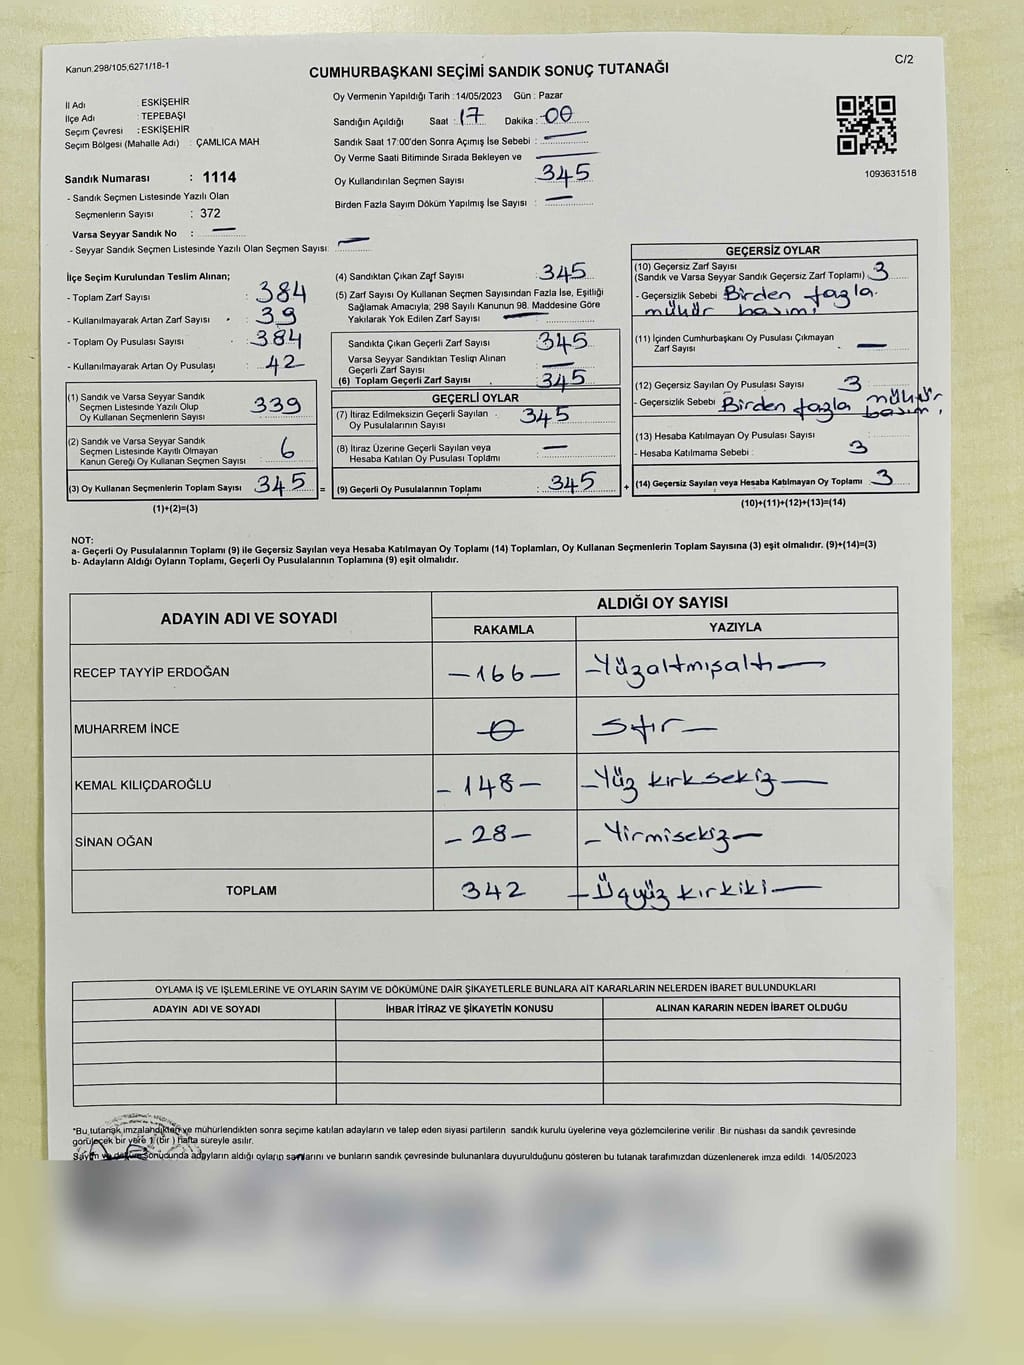 Kanun.298/105,6271/18-1
C/2
CUMHURBAŞKANI SEÇİMİ SANDIK SONUÇ TUTANAĞI
İl Adı : ESKİŞEHİR
İlçe Adı : TEPEBAŞI
Seçim Çevresi : ESKİŞEHİR
Seçim Bölgesi (Mahalle Adı) : ÇAMLICA MAH
Sandık Numarası : 1114
- Sandık Seçmen Listesinde Yazılı Olan
Seçmenlerin Sayısı : 372
Varsa Seyyar Sandık No : —
- Seyyar Sandık Seçmen Listesinde Yazılı Olan Seçmen Sayısı: —
Oy Vermenin Yapıldığı Tarih : 14/05/2023 Gün : Pazar
Sandığın Açıldığı Saat : 17 Dakika : 00
Sandık Saat 17:00'den Sonra Açımış İse Sebebi : —
Oy Verme Saati Bitiminde Sırada Bekleyen ve —
Oy Kullandırılan Seçmen Sayısı 345
Birden Fazla Sayım Döküm Yapılmış İse Sayısı : —
1093631518
İlçe Seçim Kurulundan Teslim Alınan;
- Toplam Zarf Sayısı : 384
- Kullanılmayarak Artan Zarf Sayısı : 39
- Toplam Oy Pusulası Sayısı : 384
- Kullanılmayarak Artan Oy Pusulası : 42
(1) Sandık ve Varsa Seyyar Sandık
Seçmen Listesinde Yazılı Olup
Oy Kullanan Seçmenlerin Sayısı 339
(2) Sandık ve Varsa Seyyar Sandık
Seçmen Listesinde Kayıtlı Olmayan
Kanun Gereği Oy Kullanan Seçmen Sayısı 6
(3) Oy Kullanan Seçmenlerin Toplam Sayısı 345 =
(1)+(2)=(3)
(4) Sandıktan Çıkan Zarf Sayısı 345
(5) Zarf Sayısı Oy Kullanan Seçmen Sayısından Fazla İse, Eşitliği
Sağlamak Amacıyla; 298 Sayılı Kanunun 98. Maddesine Göre
Yakılarak Yok Edilen Zarf Sayısı —
Sandıkta Çıkan Geçerli Zarf Sayısı 345
Varsa Seyyar Sandıktan Teslim Alınan
Geçerli Zarf Sayısı —
(6) Toplam Geçerli Zarf Sayısı . 345
GEÇERLİ OYLAR
(7) İtiraz Edilmeksizin Geçerli Sayılan
Oy Pusulalarının Sayısı : 345
(8) İtiraz Üzerine Geçerli Sayılan veya
Hesaba Katılan Oy Pusulası Toplamı —
(9) Geçerli Oy Pusulalarının Toplamı : 345 +
GEÇERSİZ OYLAR
(10) Geçersiz Zarf Sayısı
(Sandık ve Varsa Seyyar Sandık Geçersiz Zarf Toplamı) 3
- Geçersizlik Sebebi Birden fazla
mühür basımı
(11) İçinden Cumhurbaşkanı Oy Pusulası Çıkmayan
Zarf Sayısı —
(12) Geçersiz Sayılan Oy Pusulası Sayısı 3
- Geçersizlik Sebebi Birden fazla mühür
basım,
(13) Hesaba Katılmayan Oy Pusulası Sayısı
- Hesaba Katılmama Sebebi : 3
(14) Geçersiz Sayılan veya Hesaba Katılmayan Oy Toplamı 3
(10)+(11)+(12)+(13)=(14)
NOT:
a- Geçerli Oy Pusulalarının Toplamı (9) ile Geçersiz Sayılan veya Hesaba Katılmayan Oy Toplamı (14) Toplamları, Oy Kullanan Seçmenlerin Toplam Sayısına (3) eşit olmalıdır. (9)+(14)=(3)
b- Adayların Aldığı Oyların Toplamı, Geçerli Oy Pusulalarının Toplamına (9) eşit olmalıdır.
ADAYIN ADI VE SOYADI
ALDIĞI OY SAYISI
RAKAMLA YAZIYLA
RECEP TAYYİP ERDOĞAN —166— —Yüzaltmışaltı—
MUHARREM İNCE 0 Sıfır—
KEMAL KILIÇDAROĞLU —148— —Yüz kırksekiz—
SİNAN OĞAN —28— —Yirmisekiz—
TOPLAM 342 —Üçyüz kırkiki—
OYLAMA İŞ VE İŞLEMLERİNE VE OYLARIN SAYIM VE DÖKÜMÜNE DAİR ŞİKAYETLERLE BUNLARA AİT KARARLARIN NELERDEN İBARET BULUNDUKLARI
ADAYIN ADI VE SOYADI İHBAR İTİRAZ VE ŞİKAYETİN KONUSU ALINAN KARARIN NEDEN İBARET OLDUĞU
*Bu tutanak imzalandıktan ve mühürlendikten sonra seçime katılan adayların ve talep eden siyasi partilerin sandık kurulu üyelerine veya gözlemcilerine verilir. Bir nüshası da sandık çevresinde
görülecek bir yere 1 (bir) hafta süreyle asılır.
Sayım ve döküm sonucunda adayların aldığı oyların sayılarını ve bunların sandık çevresinde bulunanlara duyurulduğunu gösteren bu tutanak tarafımızdan düzenlenerek imza edildi. 14/05/2023